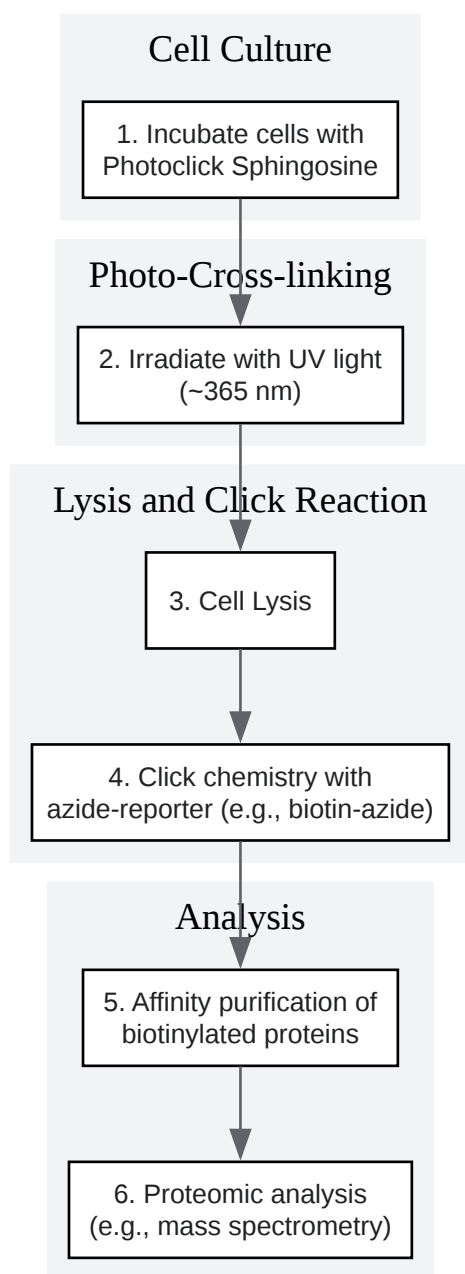 Cell Culture
1. Incubate cells with
Photoclick Sphingosine
Photo-Cross-linking
2. Irradiate with UV light
(~365 nm)
Lysis and Click Reaction
3. Cell Lysis
4. Click chemistry with
azide-reporter (e.g., biotin-azide)
Analysis
5. Affinity purification of
biotinylated proteins
6. Proteomic analysis
(e.g., mass spectrometry)